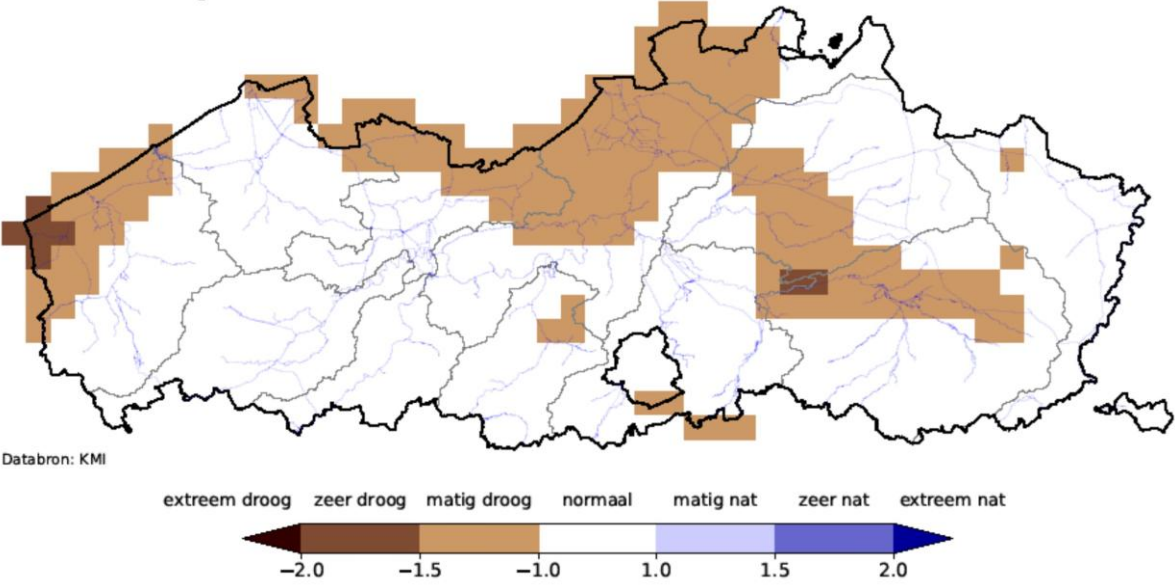 Databron: KMI
extreem droog zeer droog matig droog normaal matig nat zeer nat extreem nat
−2.0 −1.5 −1.0 1.0 1.5 2.0